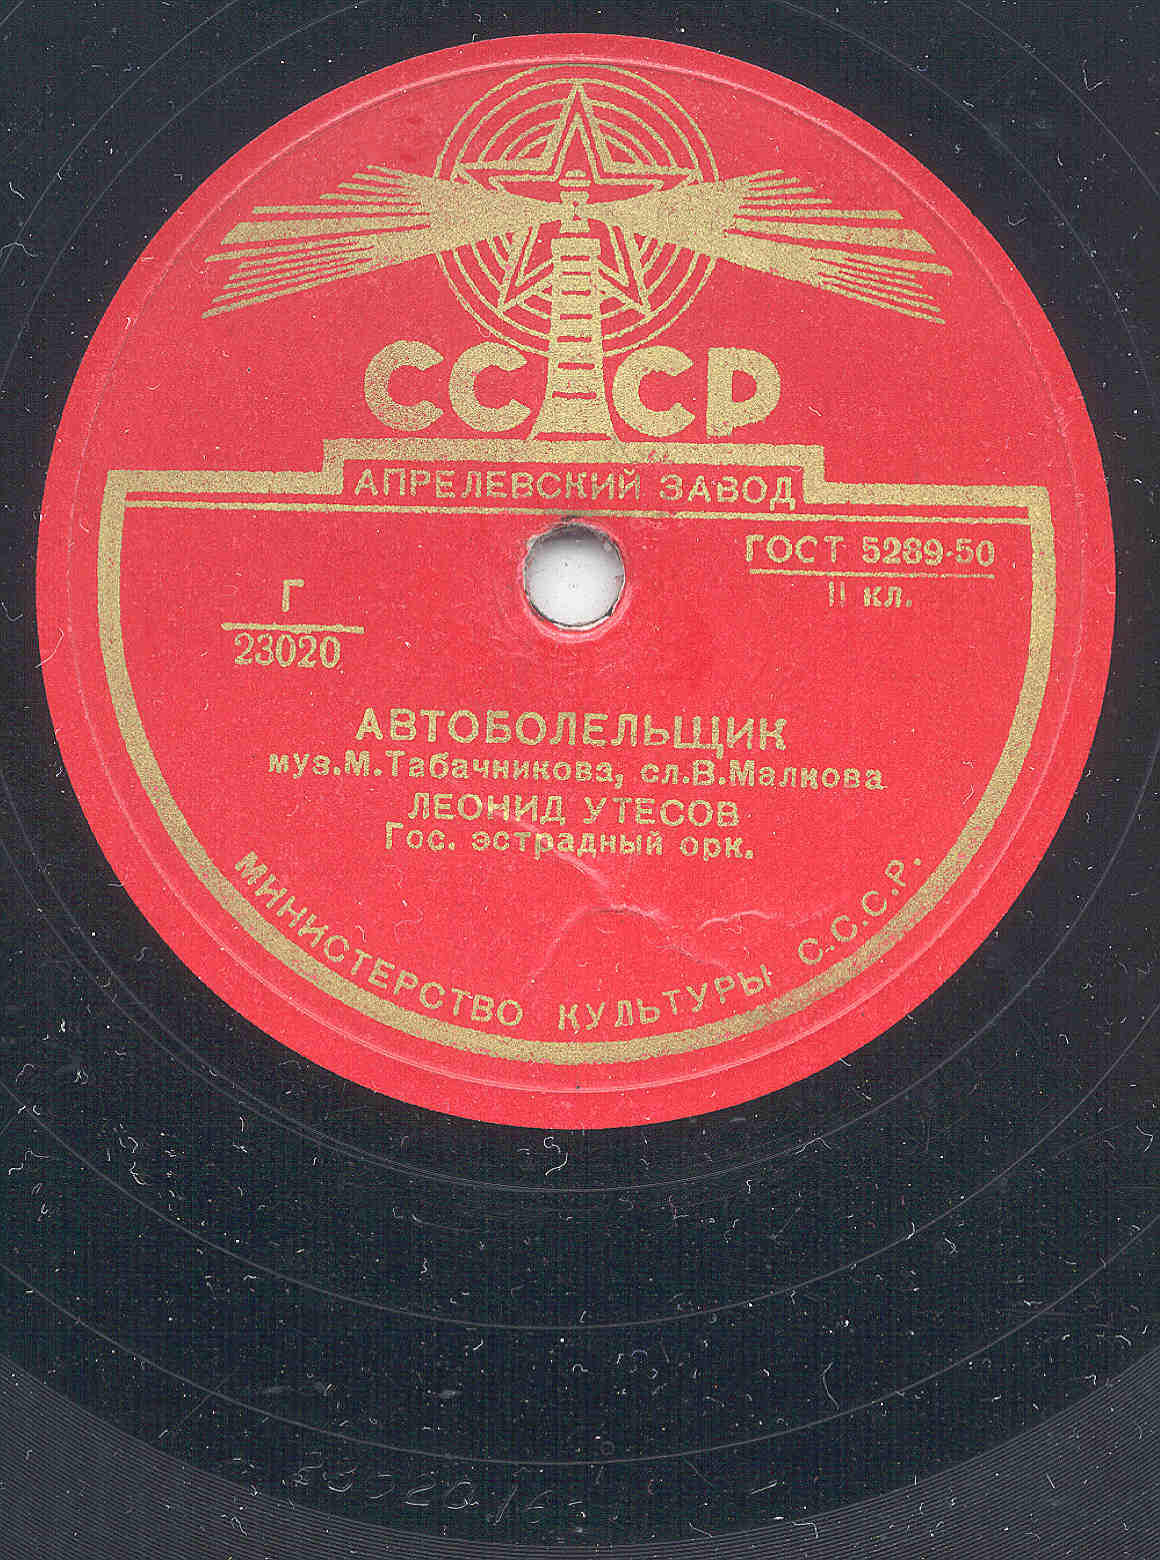 СССР
АПРЕЛЕВСКИЙ ЗАВОД
ГОСТ 5289-50
II кл.
Г
23020
АВТОБОЛЕЛЬЩИК
муз.М.Табачникова, сл.В.Малкова
ЛЕОНИД УТЕСОВ
Гос. эстрадный орк.
МИНИСТЕРСТВО КУЛЬТУРЫ С.С.С.Р.